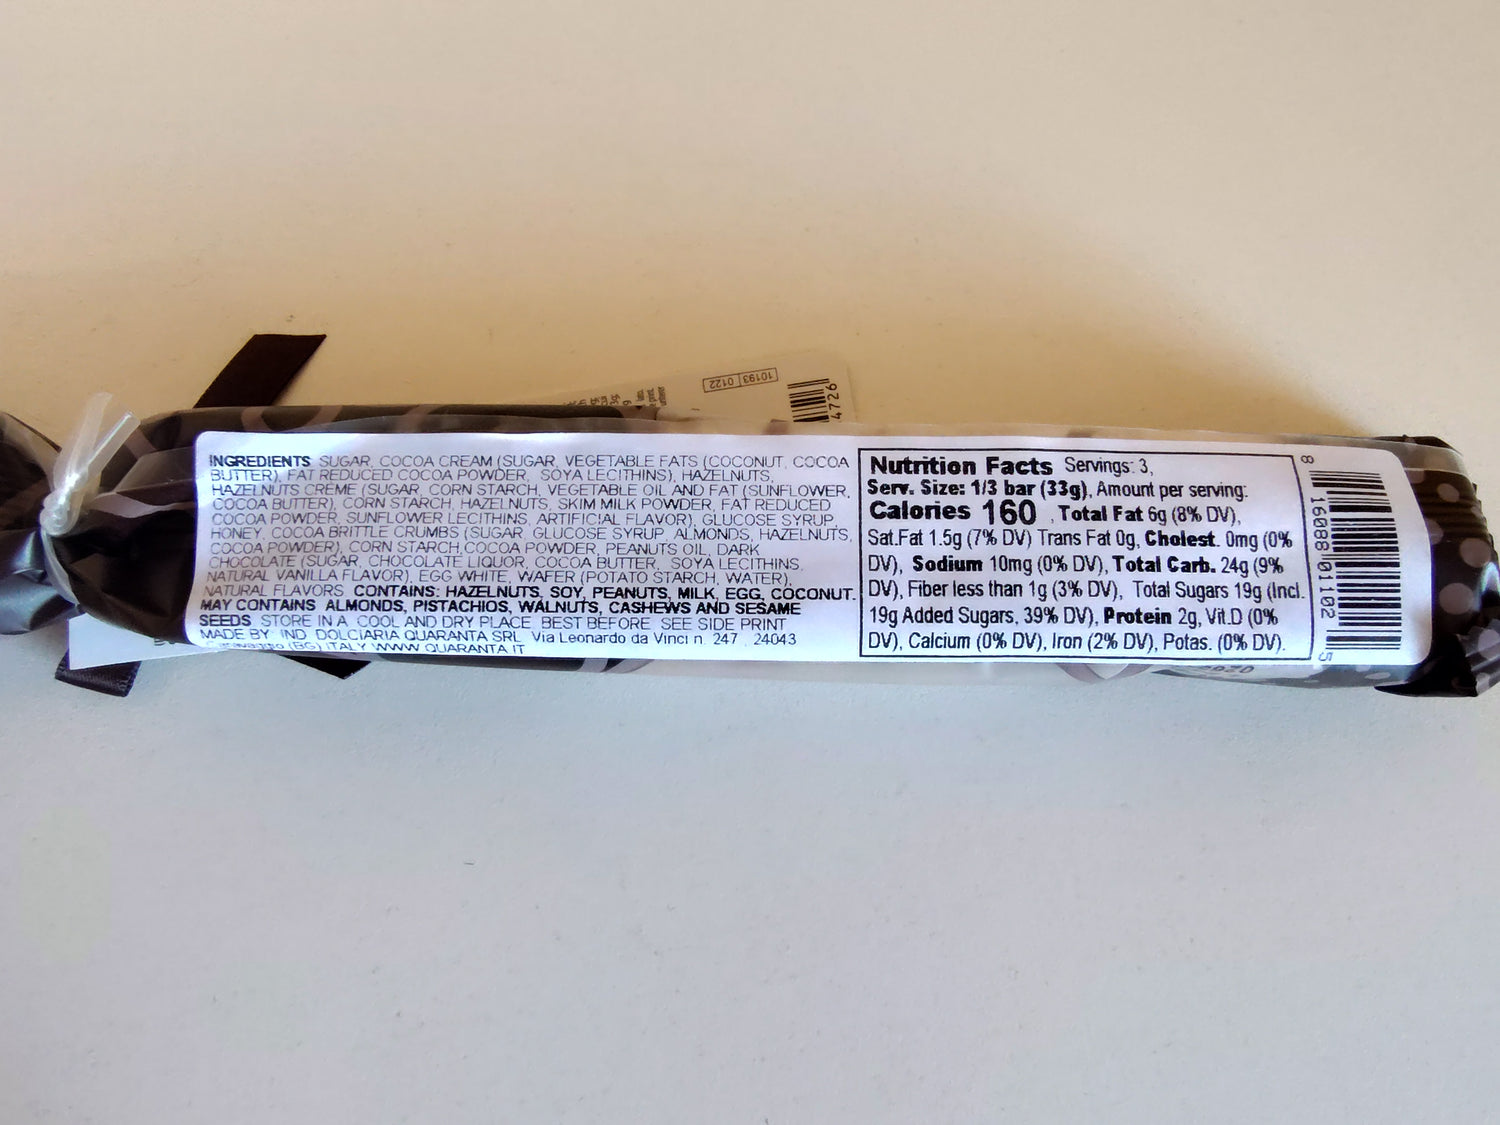 10193 0122
4726
INGREDIENTS SUGAR, COCOA CREAM (SUGAR, VEGETABLE FATS (COCONUT, COCOA
BUTTER), FAT REDUCED COCOA POWDER, SOYA LECITHINS), HAZELNUTS,
HAZELNUTS CRÈME (SUGAR, CORN STARCH, VEGETABLE OIL AND FAT (SUNFLOWER,
COCOA BUTTER), CORN STARCH, HAZELNUTS, SKIM MILK POWDER, FAT REDUCED
COCOA POWDER, SUNFLOWER LECITHINS, ARTIFICIAL FLAVOR), GLUCOSE SYRUP,
HONEY, COCOA BRITTLE CRUMBS (SUGAR, GLUCOSE SYRUP, ALMONDS, HAZELNUTS,
COCOA POWDER), CORN STARCH, COCOA POWDER, PEANUTS OIL, DARK
CHOCOLATE (SUGAR, CHOCOLATE LIQUOR, COCOA BUTTER, SOYA LECITHINS,
NATURAL VANILLA FLAVOR), EGG WHITE, WAFER (POTATO STARCH, WATER),
NATURAL FLAVORS. CONTAINS: HAZELNUTS, SOY, PEANUTS, MILK, EGG, COCONUT.
MAY CONTAINS ALMONDS, PISTACHIOS, WALNUTS, CASHEWS AND SESAME
SEEDS STORE IN A COOL AND DRY PLACE BEST BEFORE SEE SIDE PRINT
MADE BY: IND. DOLCIARIA QUARANTA SRL Via Leonardo da Vinci n. 247 , 24043
Caravaggio (BG) ITALY WWW.QUARANTA.IT
Nutrition Facts Servings: 3,
Serv. Size: 1/3 bar (33g), Amount per serving:
Calories 160 , Total Fat 6g (8% DV),
Sat.Fat 1.5g (7% DV) Trans Fat 0g, Cholest. 0mg (0%
DV), Sodium 10mg (0% DV), Total Carb. 24g (9%
DV), Fiber less than 1g (3% DV), Total Sugars 19g (Incl.
19g Added Sugars, 39% DV), Protein 2g, Vit.D (0%
DV), Calcium (0% DV), Iron (2% DV), Potas. (0% DV).
8 16088 01102 5